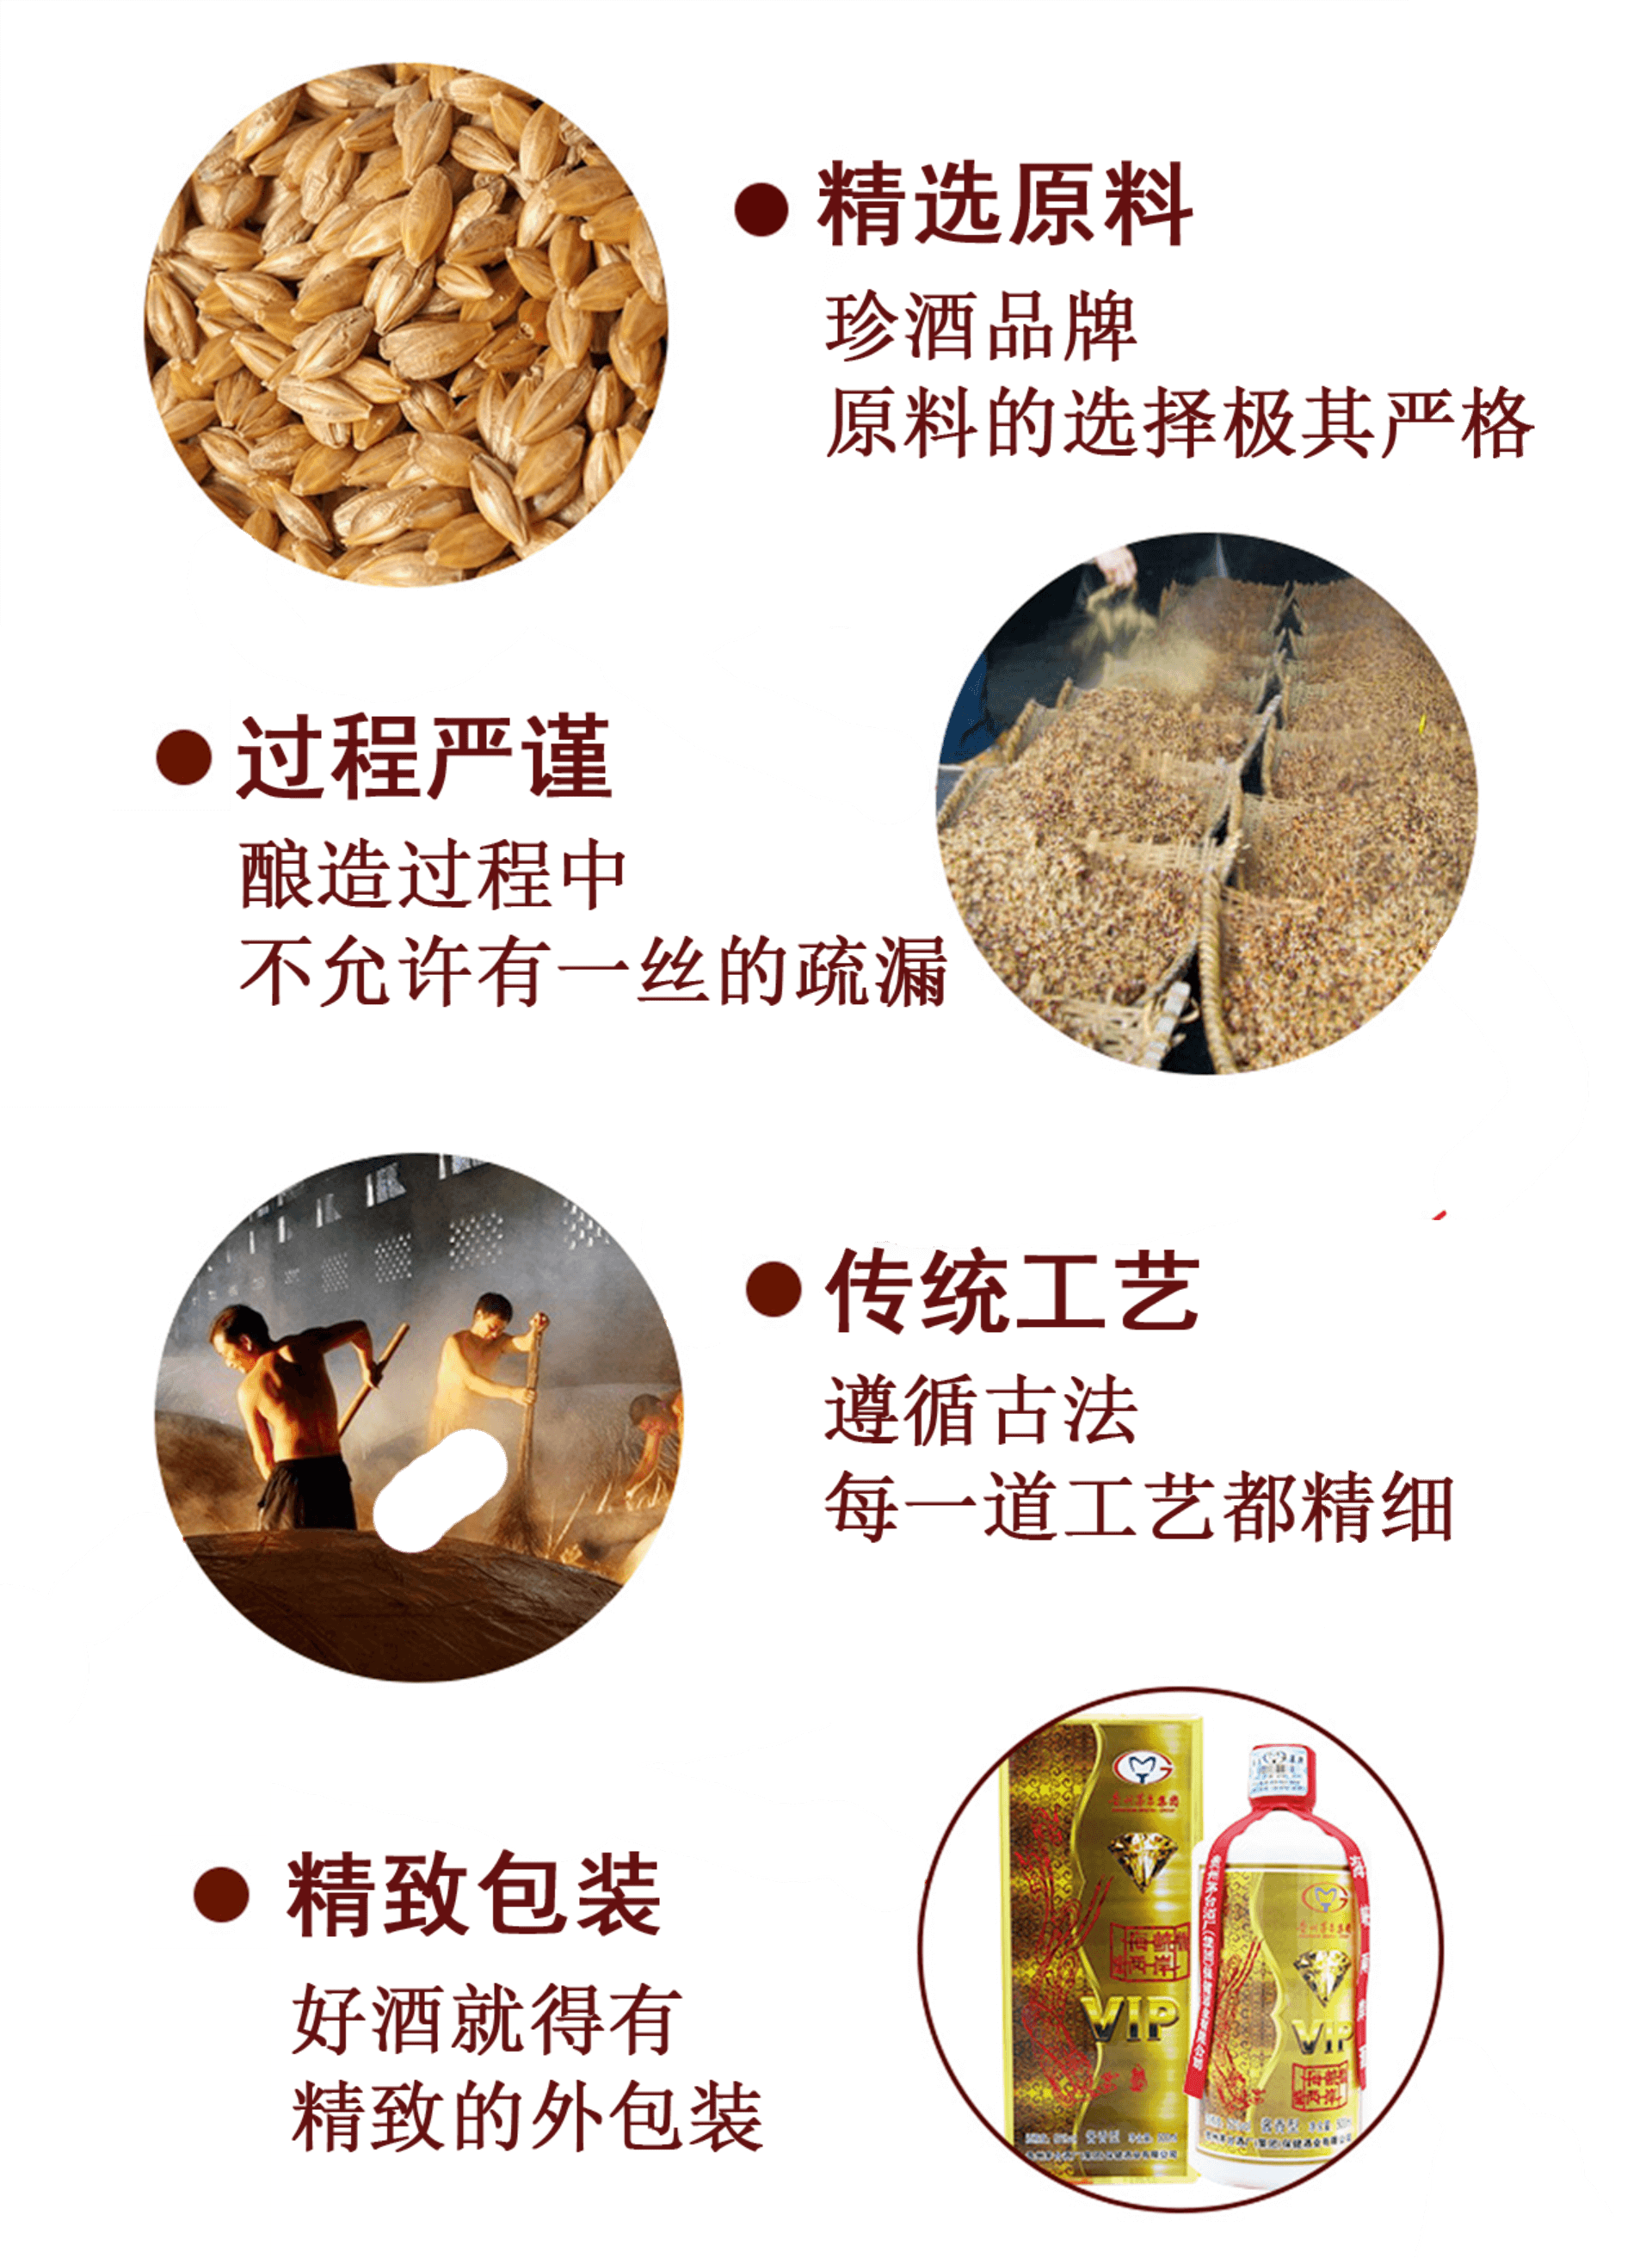 精选原料
珍酒品牌
原料的选择极其严格
过程严谨
酿造过程中
不允许有一丝的疏漏
传统工艺
遵循古法
每一道工艺都精细
精致包装
好酒就得有
精致的外包装
VIP
VIP
酱香型